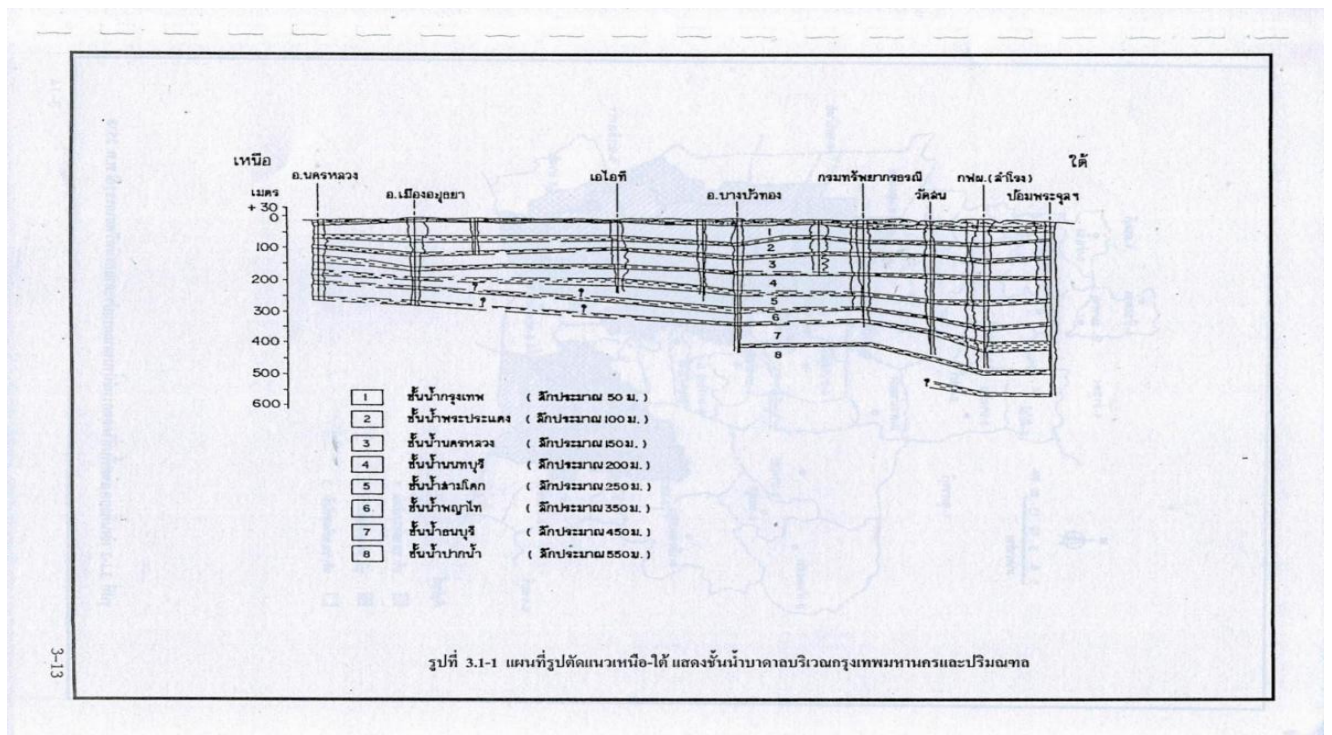 เหนือ
ใต้
อ.นครหลวง
อ.เมืองอยุธยา
เอไอที
อ.บางบัวทอง
กรมทรัพยากรธรณี
วัดลน
กฟผ.(สำโรง)
ป้อมพระจุลฯ
เมตร
+ 30
0
100
200
300
400
500
600
1
2
3
4
5
6
7
8
?
?
?
?
?
1 ชั้นน้ำกรุงเทพ ( ลึกประมาณ 50 ม. )
2 ชั้นน้ำพระประแดง ( ลึกประมาณ 100 ม. )
3 ชั้นน้ำนครหลวง ( ลึกประมาณ 150 ม. )
4 ชั้นน้ำนนทบุรี ( ลึกประมาณ 200 ม. )
5 ชั้นน้ำสามโคก ( ลึกประมาณ 250 ม. )
6 ชั้นน้ำพญาไท ( ลึกประมาณ 350 ม. )
7 ชั้นน้ำธนบุรี ( ลึกประมาณ 450 ม. )
8 ชั้นน้ำปากน้ำ ( ลึกประมาณ 550 ม. )
รูปที่ 3.1-1 แผนที่รูปตัดแนวเหนือ-ใต้ แสดงชั้นน้ำบาดาลบริเวณกรุงเทพมหานครและปริมณฑล
3-13